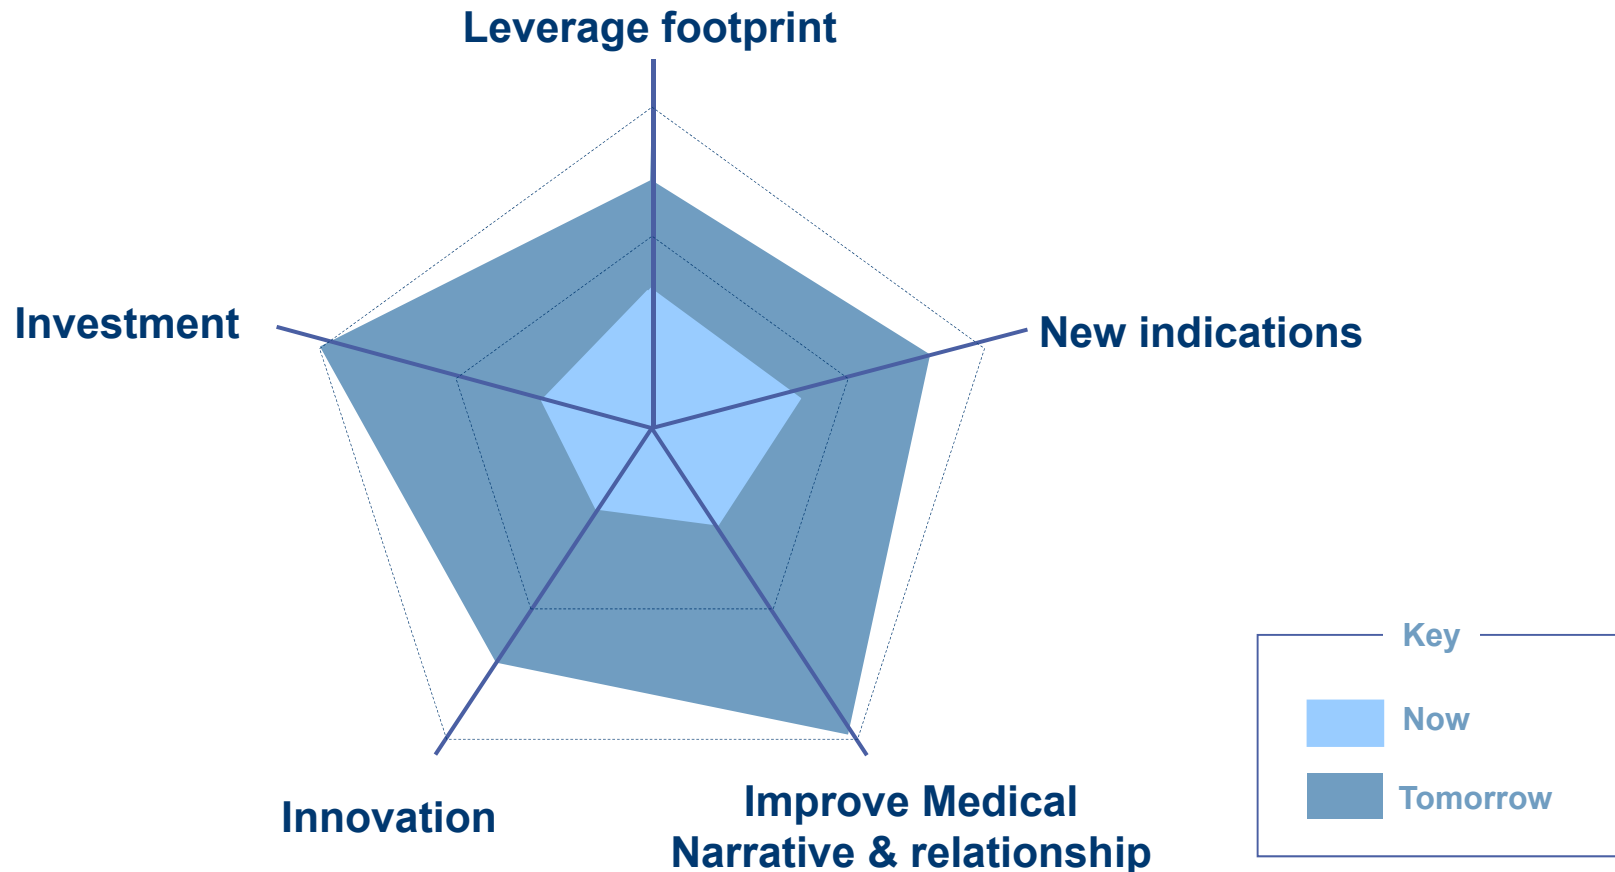 Leverage footprint
Investment
New indications
Innovation
Improve Medical
Narrative & relationship
Key
Now
Tomorrow